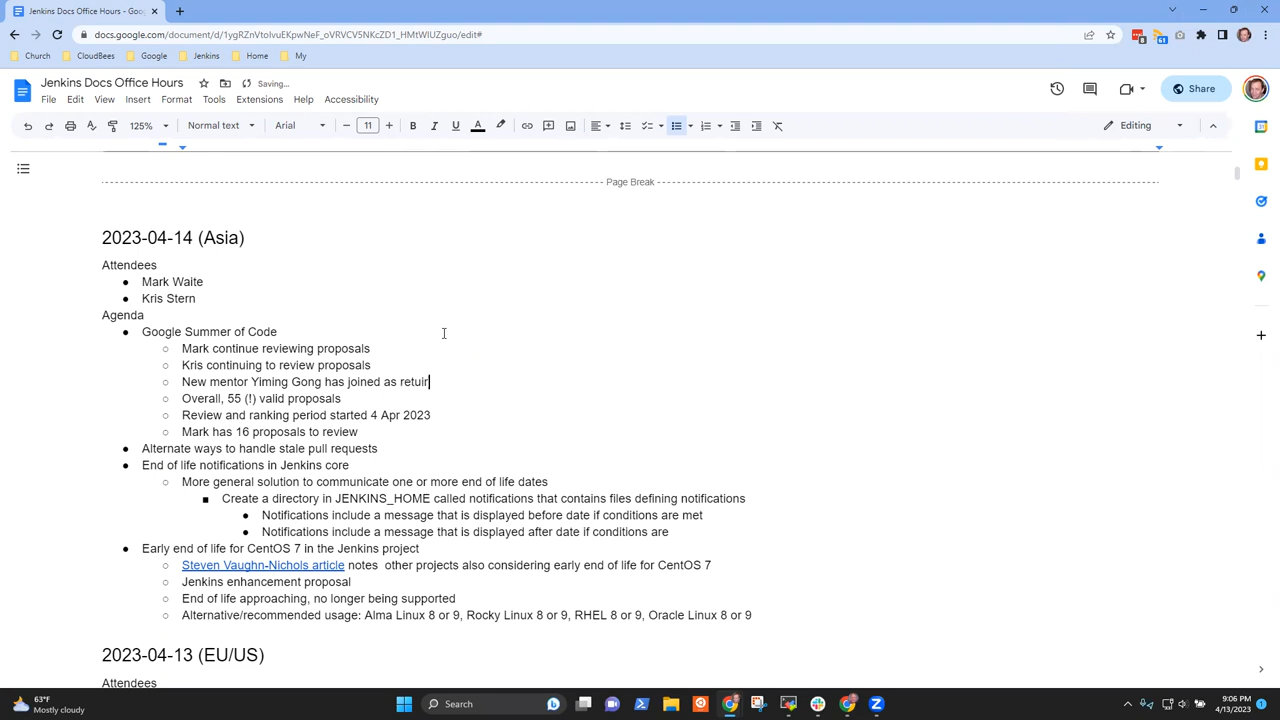 Jenkins Docs Office Hours - Goog
docs.google.com/document/d/1ygRZnVtoIvuEKpwNeF_oVRVCV5NKcZD1_HMtWIUZguo/edit#
Church CloudBees Google Jenkins Home My
Jenkins Docs Office Hours Saving...
File Edit View Insert Format Tools Extensions Help Accessibility
Share
125% Normal text Arial 11 Editing
Page Break
2023-04-14 (Asia)
Attendees
● Mark Waite
● Kris Stern
Agenda
● Google Summer of Code
○ Mark continue reviewing proposals
○ Kris continuing to review proposals
○ New mentor Yiming Gong has joined as retuir
○ Overall, 55 (!) valid proposals
○ Review and ranking period started 4 Apr 2023
○ Mark has 16 proposals to review
● Alternate ways to handle stale pull requests
● End of life notifications in Jenkins core
○ More general solution to communicate one or more end of life dates
■ Create a directory in JENKINS_HOME called notifications that contains files defining notifications
● Notifications include a message that is displayed before date if conditions are met
● Notifications include a message that is displayed after date if conditions are
● Early end of life for CentOS 7 in the Jenkins project
○ Steven Vaughn-Nichols article notes other projects also considering early end of life for CentOS 7
○ Jenkins enhancement proposal
○ End of life approaching, no longer being supported
○ Alternative/recommended usage: Alma Linux 8 or 9, Rocky Linux 8 or 9, RHEL 8 or 9, Oracle Linux 8 or 9
2023-04-13 (EU/US)
Attendees
63°F
Mostly cloudy
Search
9:06 PM
4/13/2023